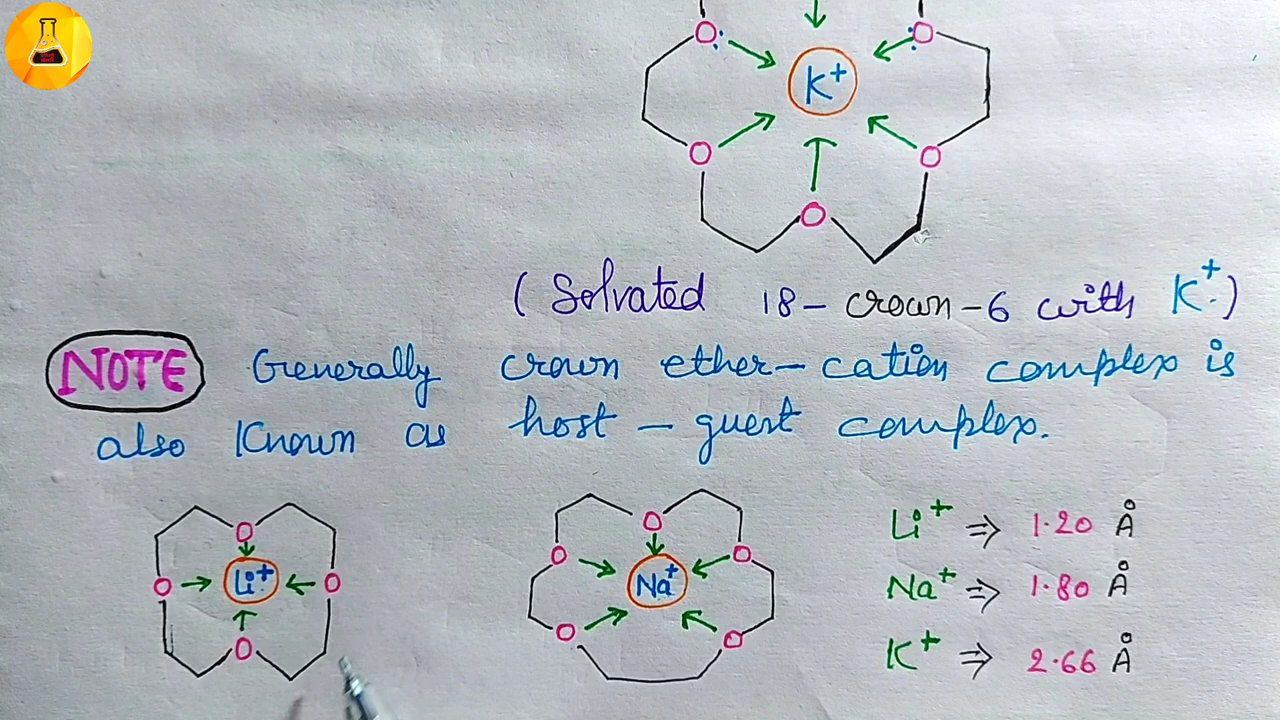 O: :O
K+
O O
O
( Solvated 18-crown-6 with K+.)
NOTE Generally crown ether-cation complex is
also known as host-guest complex.
O O
O Li+ O O Na+ O Li+ ⇒ 1.20 Å
O O O Na+ ⇒ 1.80 Å
K+ ⇒ 2.66 Å